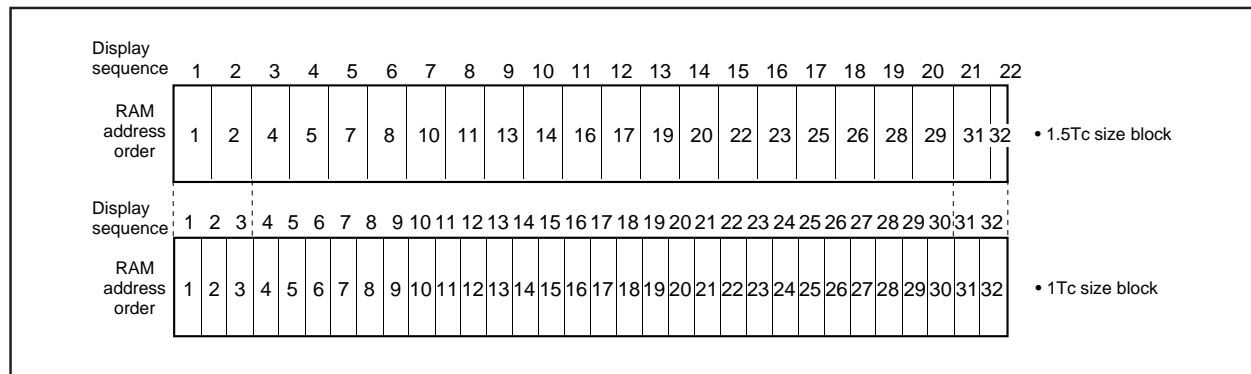 Display sequence 1 2 3 4 5 6 7 8 9 10 11 12 13 14 15 16 17 18 19 20 21 22
RAM address order 1 2 4 5 7 8 10 11 13 14 16 17 19 20 22 23 25 26 28 29 31 32 • 1.5Tc size block
Display sequence 1 2 3 4 5 6 7 8 9 10 11 12 13 14 15 16 17 18 19 20 21 22 23 24 25 26 27 28 29 30 31 32
RAM address order 1 2 3 4 5 6 7 8 9 10 11 12 13 14 15 16 17 18 19 20 21 22 23 24 25 26 27 28 29 30 31 32 • 1Tc size block